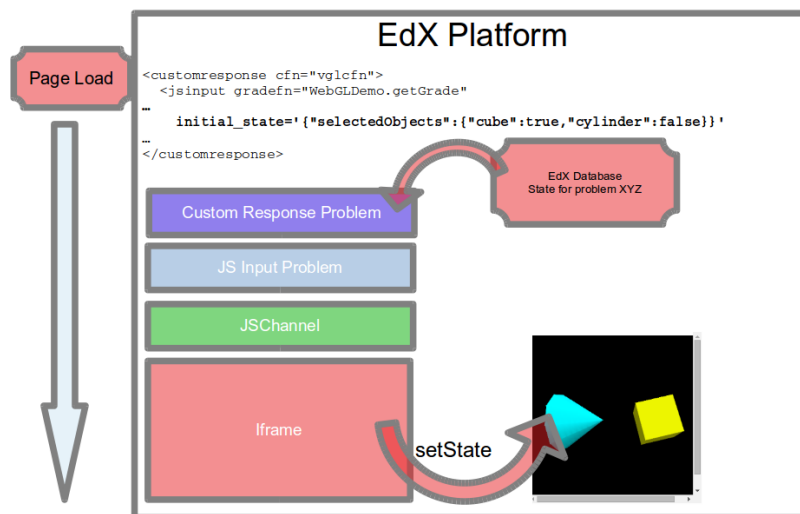 EdX Platform
Page Load
<customresponse cfn="vglcfn">
<jsinput gradefn="WebGLDemo.getGrade"
…
initial_state='{"selectedObjects":{"cube":true,"cylinder":false}}'
…
</customresponse>
EdX Database
State for problem XYZ
Custom Response Problem
JS Input Problem
JSChannel
Iframe
setState